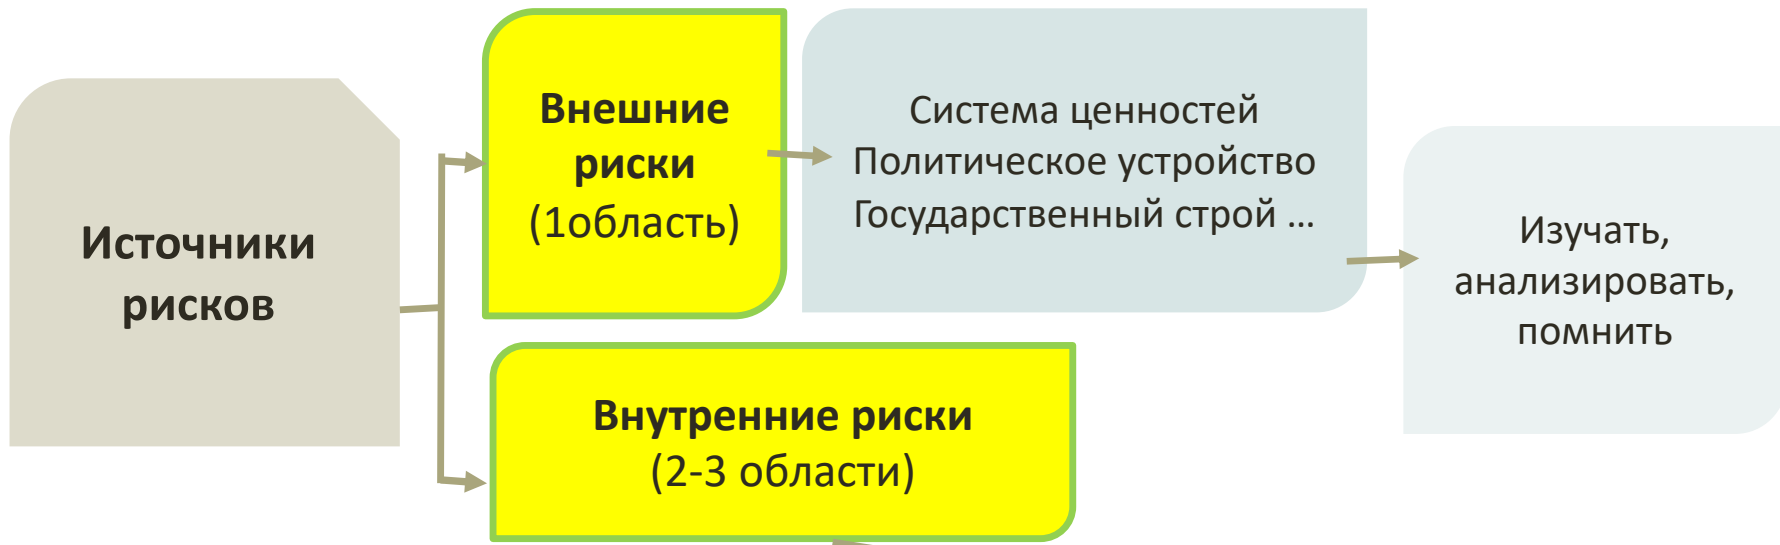 Источники
рисков
Внешние
риски
(1область)
Система ценностей
Политическое устройство
Государственный строй ...
Изучать,
анализировать,
помнить
Внутренние риски
(2-3 области)